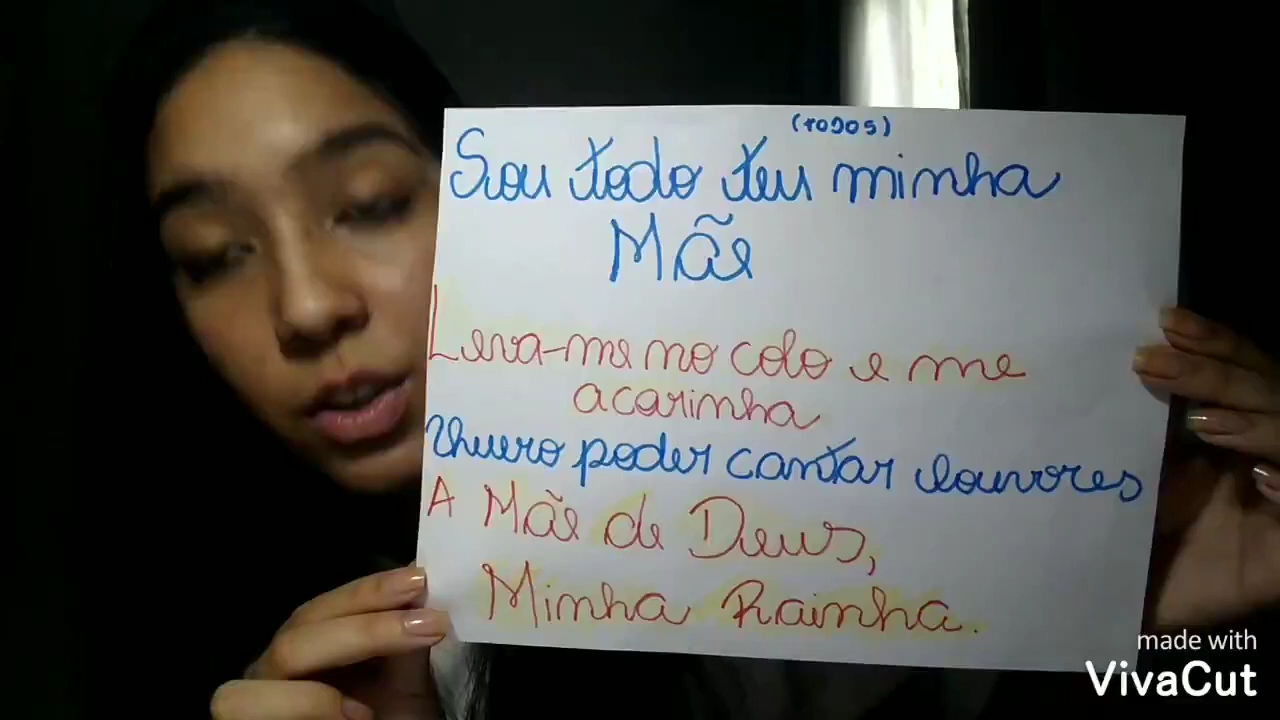 (TODOS)
Sou todo teu minha
Mãe
Leva-me no colo e me
acarinha
Quero poder cantar louvores
A Mãe de Deus,
Minha Rainha.
made with
VivaCut